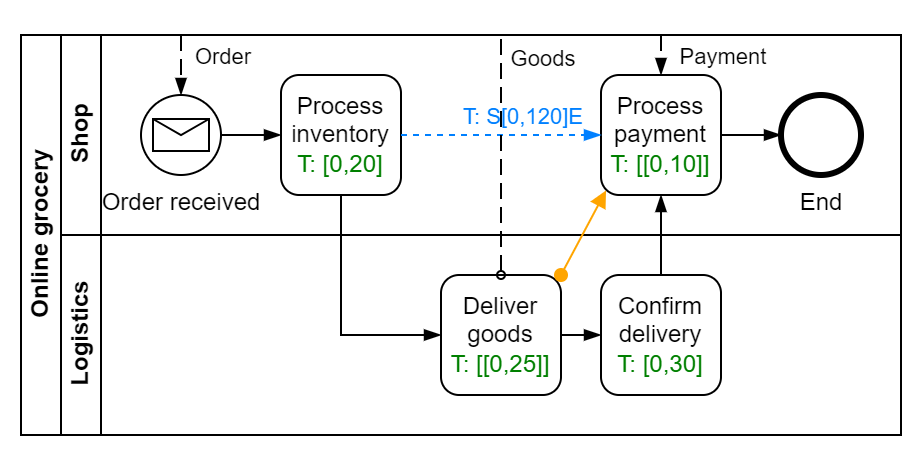 Online grocery
Shop
Logistics
Order
Goods
Payment
Order received
Process
inventory
T: [0,20]
T: S[0,120]E
Process
payment
T: [[0,10]]
End
Deliver
goods
T: [[0,25]]
Confirm
delivery
T: [0,30]